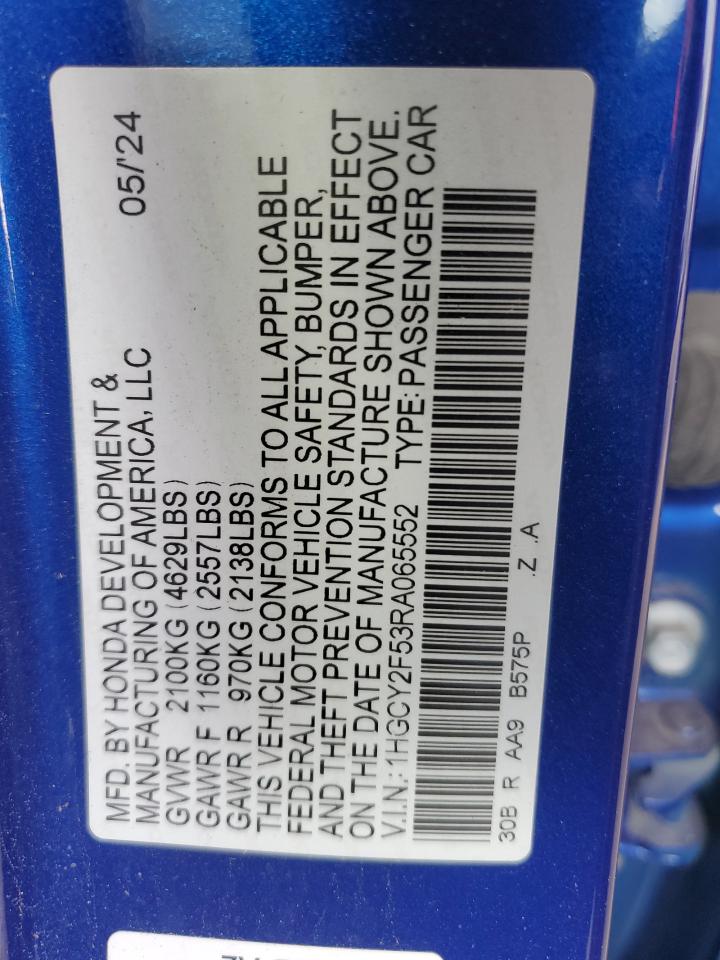 MFD. BY HONDA DEVELOPMENT &
MANUFACTURING OF AMERICA, LLC 05/'24
GVWR 2100KG (4629LBS)
GAWR F 1160KG (2557LBS)
GAWR R 970KG (2138LBS)
THIS VEHICLE CONFORMS TO ALL APPLICABLE
FEDERAL MOTOR VEHICLE SAFETY, BUMPER,
AND THEFT PREVENTION STANDARDS IN EFFECT
ON THE DATE OF MANUFACTURE SHOWN ABOVE.
V.I.N.: 1HGCY2F53RA065552 TYPE: PASSENGER CAR
30B R AA9 B575P .Z .A